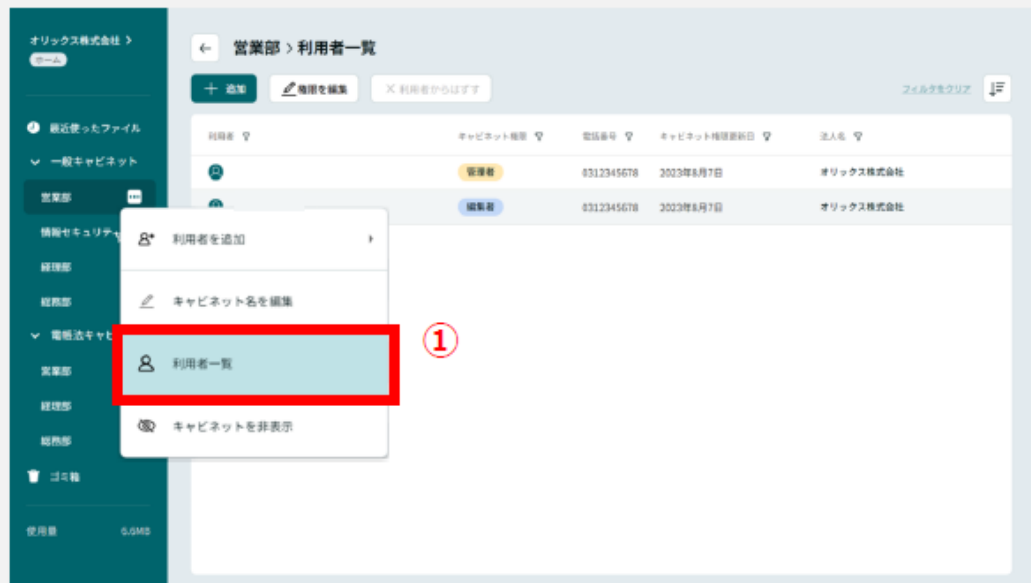 オリックス株式会社 >
ホーム
最近使ったファイル
一般キャビネット
営業部
情報セキュリティ
経理部
総務部
電帳法キャビ
営業部
経理部
総務部
ゴミ箱
使用量 6.6MB
← 営業部 > 利用者一覧
+ 追加 権限を編集 × 利用者からはずす フィルタをクリア
利用者 キャビネット権限 電話番号 キャビネット権限更新日 法人名
管理者 0312345678 2023年8月7日 オリックス株式会社
編集者 0312345678 2023年8月7日 オリックス株式会社
利用者を追加
キャビネット名を編集
利用者一覧
キャビネットを非表示
①